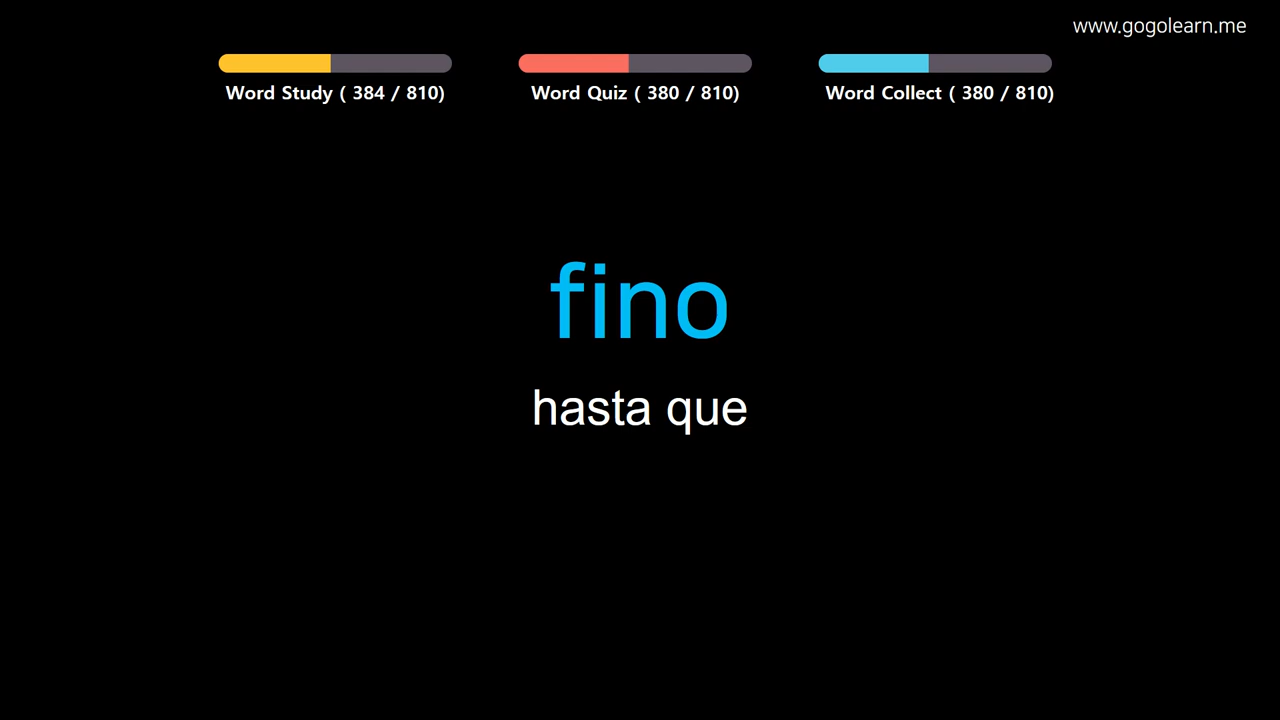 www.gogolearn.me
Word Study ( 384 / 810)
Word Quiz ( 380 / 810)
Word Collect ( 380 / 810)
fino
hasta que